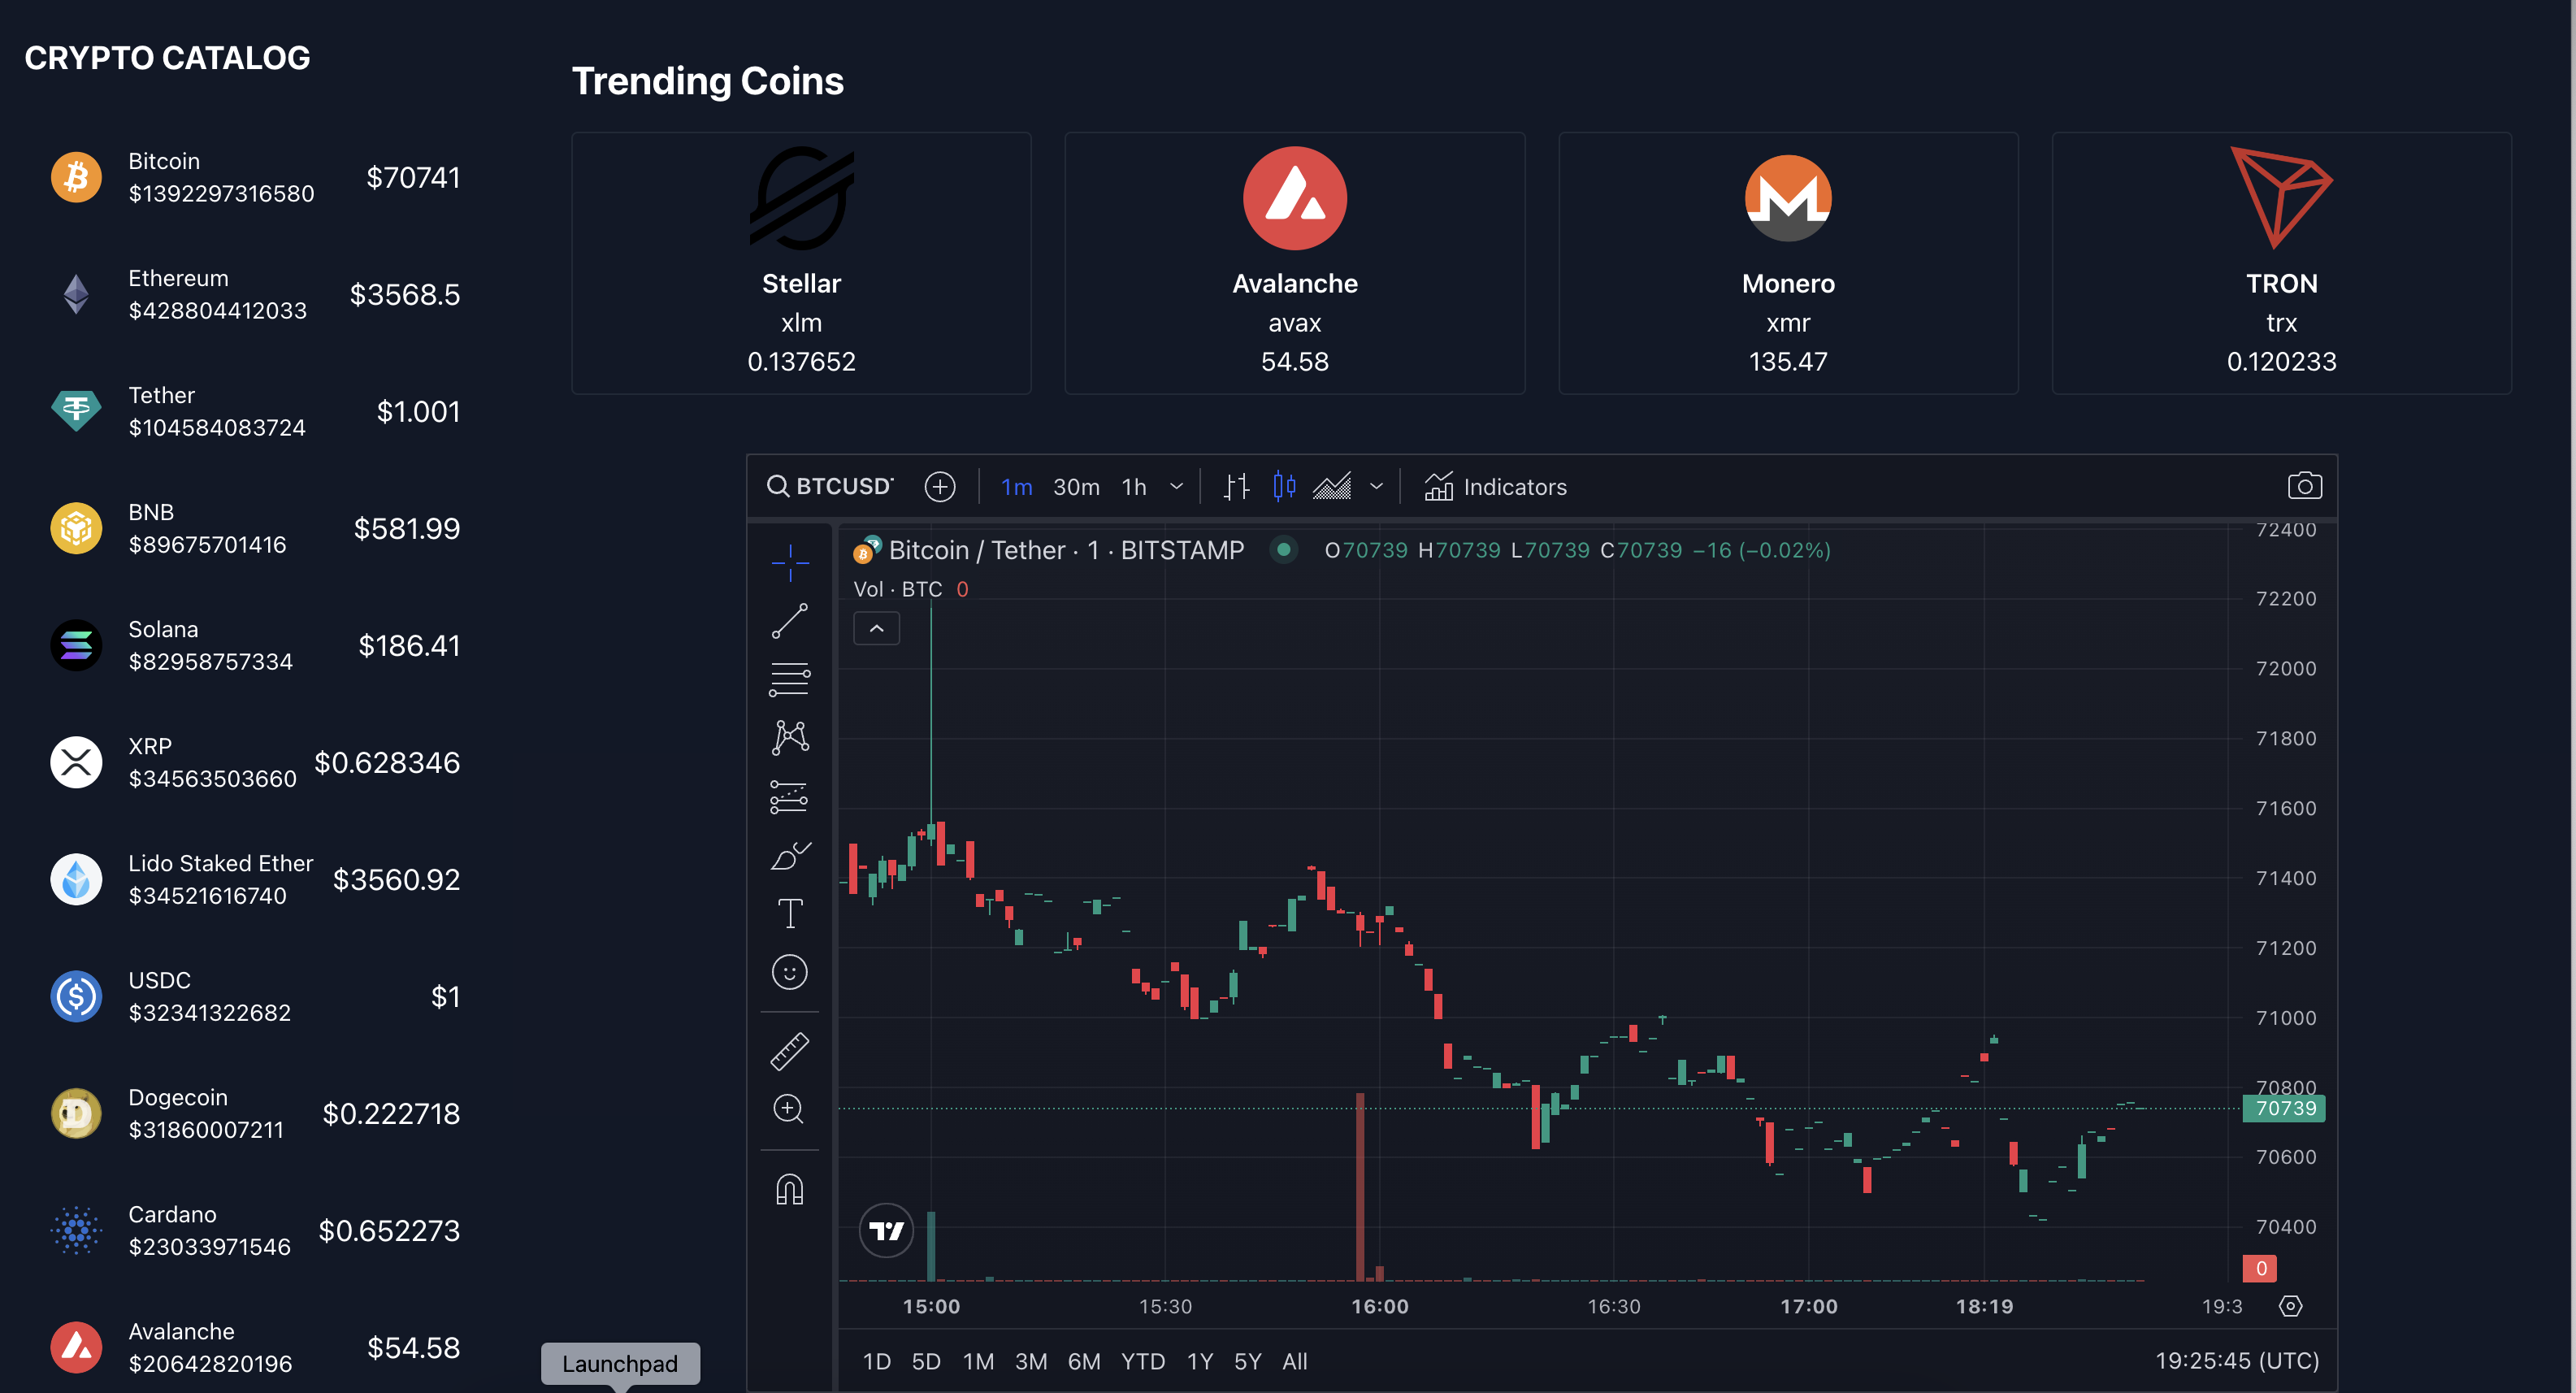 CRYPTO CATALOG
Bitcoin
$1392297316580
$70741
Ethereum
$428804412033
$3568.5
Tether
$104584083724
$1.001
BNB
$89675701416
$581.99
Solana
$82958757334
$186.41
XRP
$34563503660
$0.628346
Lido Staked Ether
$34521616740
$3560.92
USDC
$32341322682
$1
Dogecoin
$31860007211
$0.222718
Cardano
$23033971546
$0.652273
Avalanche
$20642820196
$54.58
Trending Coins
Stellar
xlm
0.137652
Avalanche
avax
54.58
Monero
xmr
135.47
TRON
trx
0.120233
BTCUSD
1m 30m 1h
Indicators
Bitcoin / Tether · 1 · BITSTAMP
O70739 H70739 L70739 C70739 −16 (−0.02%)
Vol · BTC 0
72400
72200
72000
71800
71600
71400
71200
71000
70800
70739
70600
70400
0
15:00 15:30 16:00 16:30 17:00 18:19 19:3
1D 5D 1M 3M 6M YTD 1Y 5Y All
19:25:45 (UTC)
Launchpad